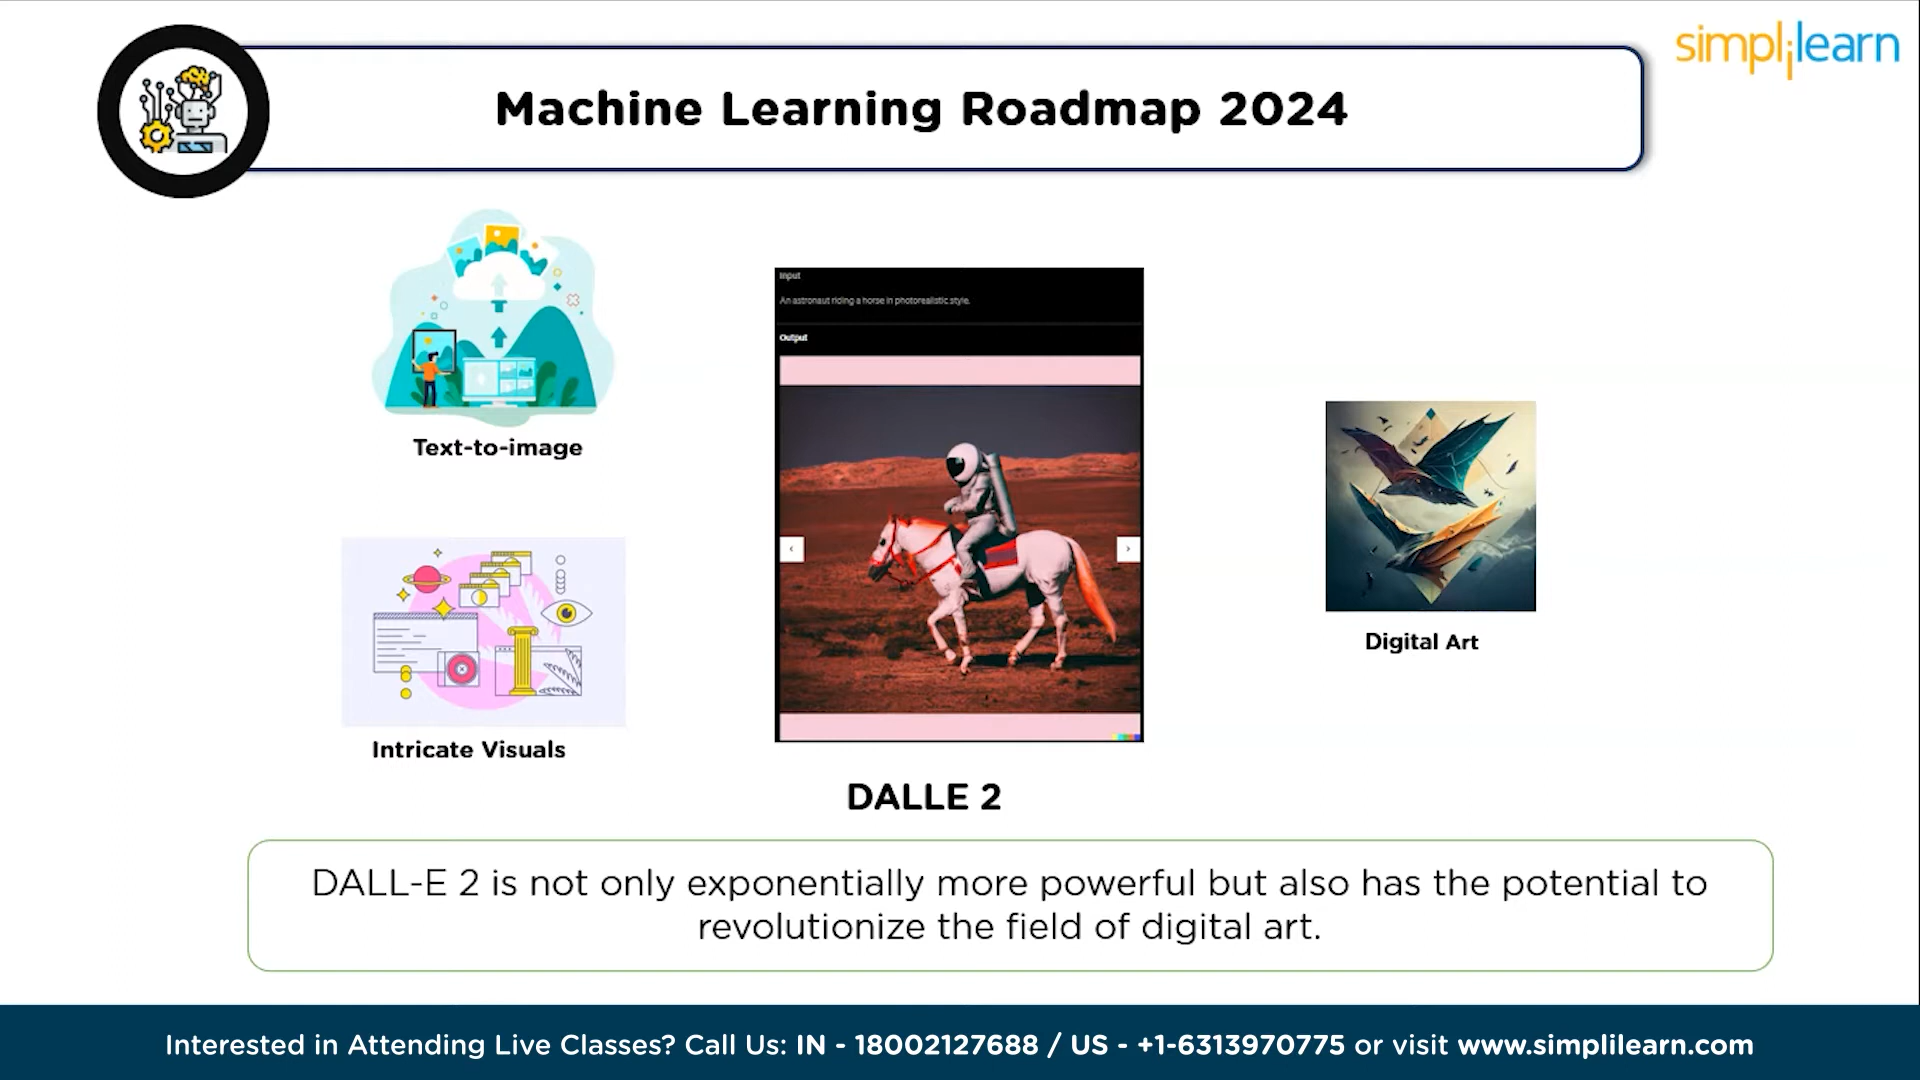 simplilearn
Machine Learning Roadmap 2024
Input
An astronaut riding a horse in photorealistic style.
Output
Text-to-image
Intricate Visuals
Digital Art
DALLE 2
DALL-E 2 is not only exponentially more powerful but also has the potential to
revolutionize the field of digital art.
Interested in Attending Live Classes? Call Us: IN - 18002127688 / US - +1-6313970775 or visit www.simplilearn.com